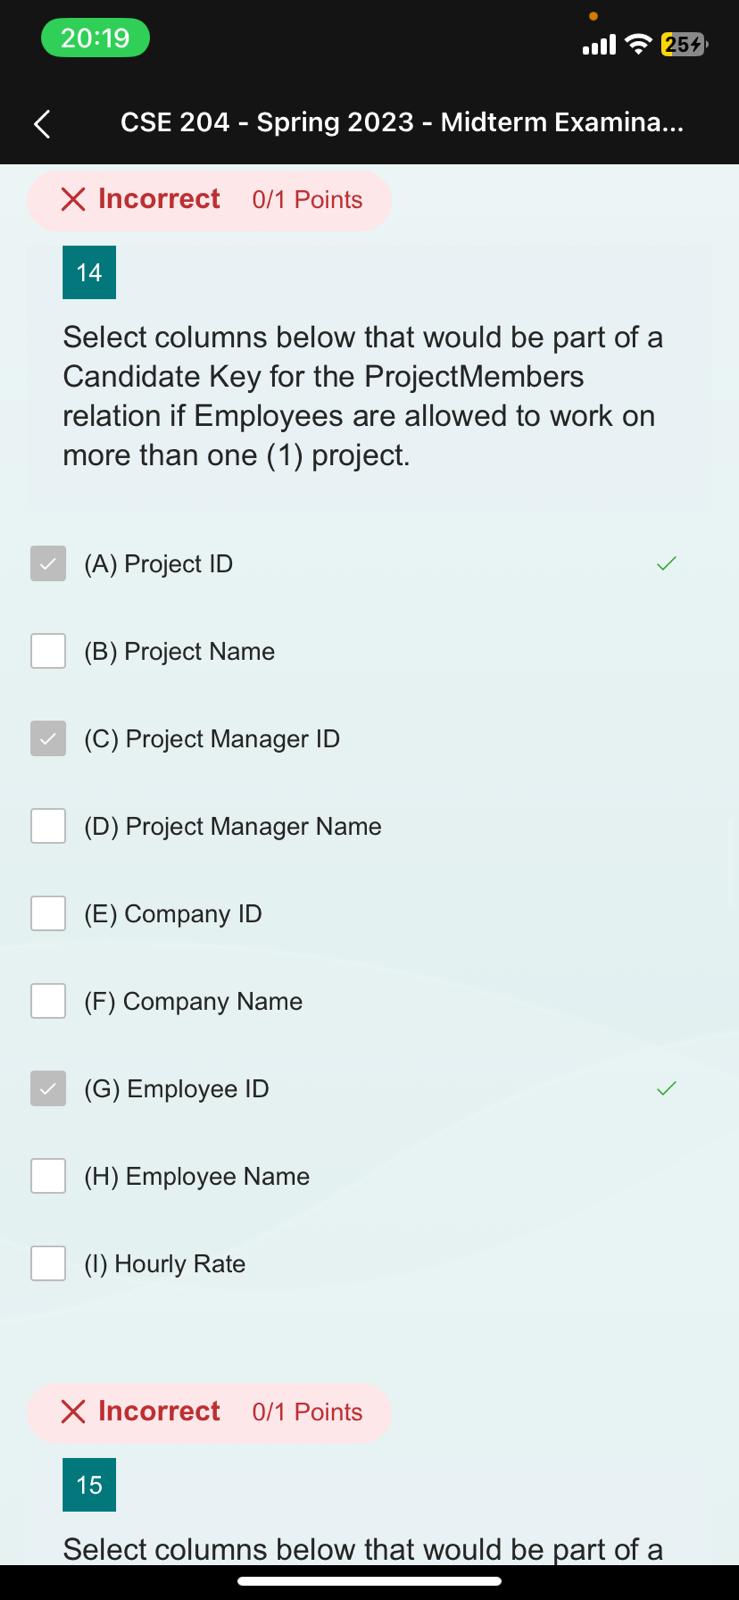 20:19
25
CSE 204 - Spring 2023 - Midterm Examina...
Incorrect 0/1 Points
14
Select columns below that would be part of a
Candidate Key for the ProjectMembers
relation if Employees are allowed to work on
more than one (1) project.
(A) Project ID
(B) Project Name
(C) Project Manager ID
(D) Project Manager Name
(E) Company ID
(F) Company Name
(G) Employee ID
(H) Employee Name
(I) Hourly Rate
Incorrect 0/1 Points
15
Select columns below that would be part of a